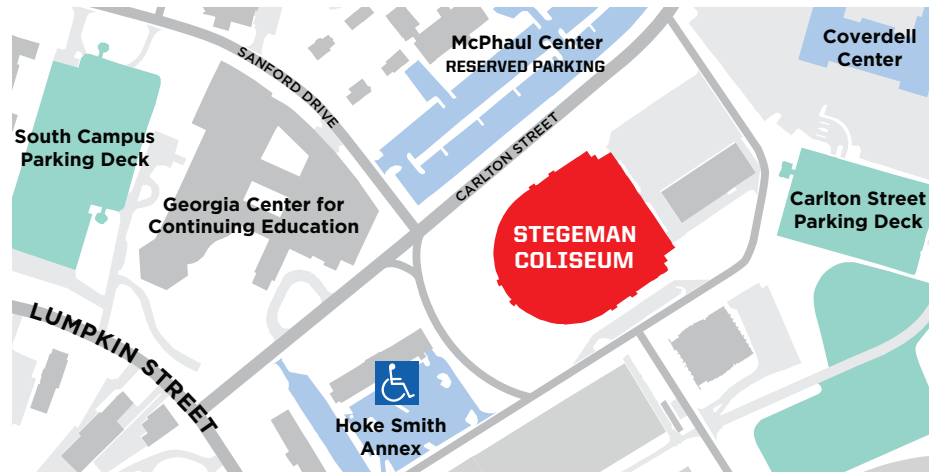 McPhaul Center
RESERVED PARKING
Coverdell
Center
SANFORD DRIVE
South Campus
Parking Deck
CARLTON STREET
Georgia Center for
Continuing Education
Carlton Street
Parking Deck
STEGEMAN
COLISEUM
LUMPKIN STREET
Hoke Smith
Annex